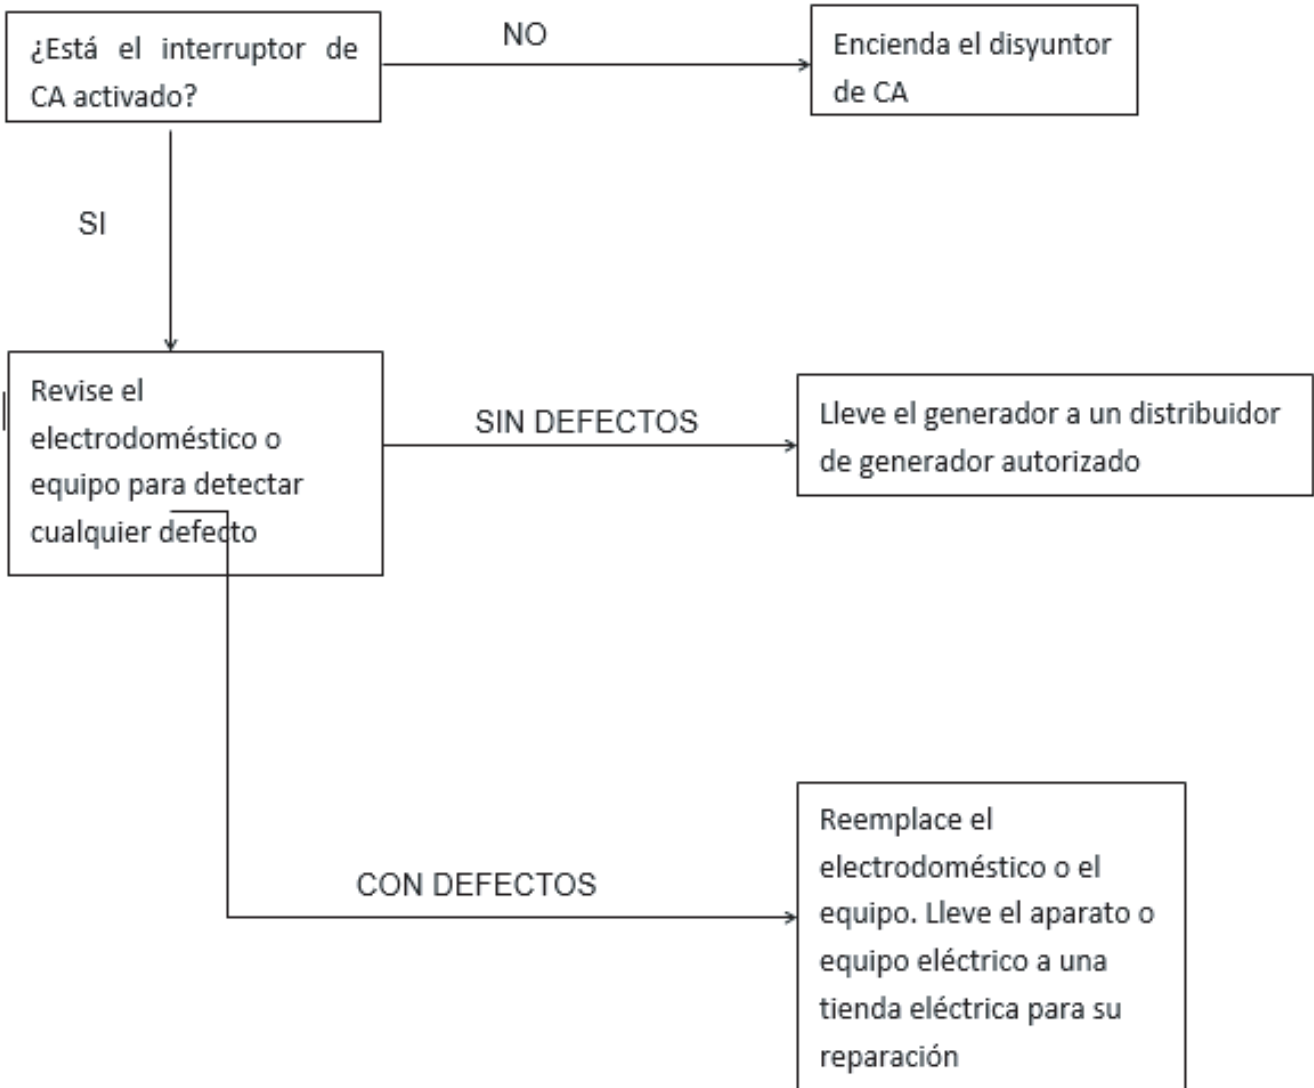 ¿Está el interruptor de
CA activado?
NO
Encienda el disyuntor
de CA
SI
Revise el
electrodoméstico o
equipo para detectar
cualquier defecto
SIN DEFECTOS
Lleve el generador a un distribuidor
de generador autorizado
CON DEFECTOS
Reemplace el
electrodoméstico o el
equipo. Lleve el aparato o
equipo eléctrico a una
tienda eléctrica para su
reparación